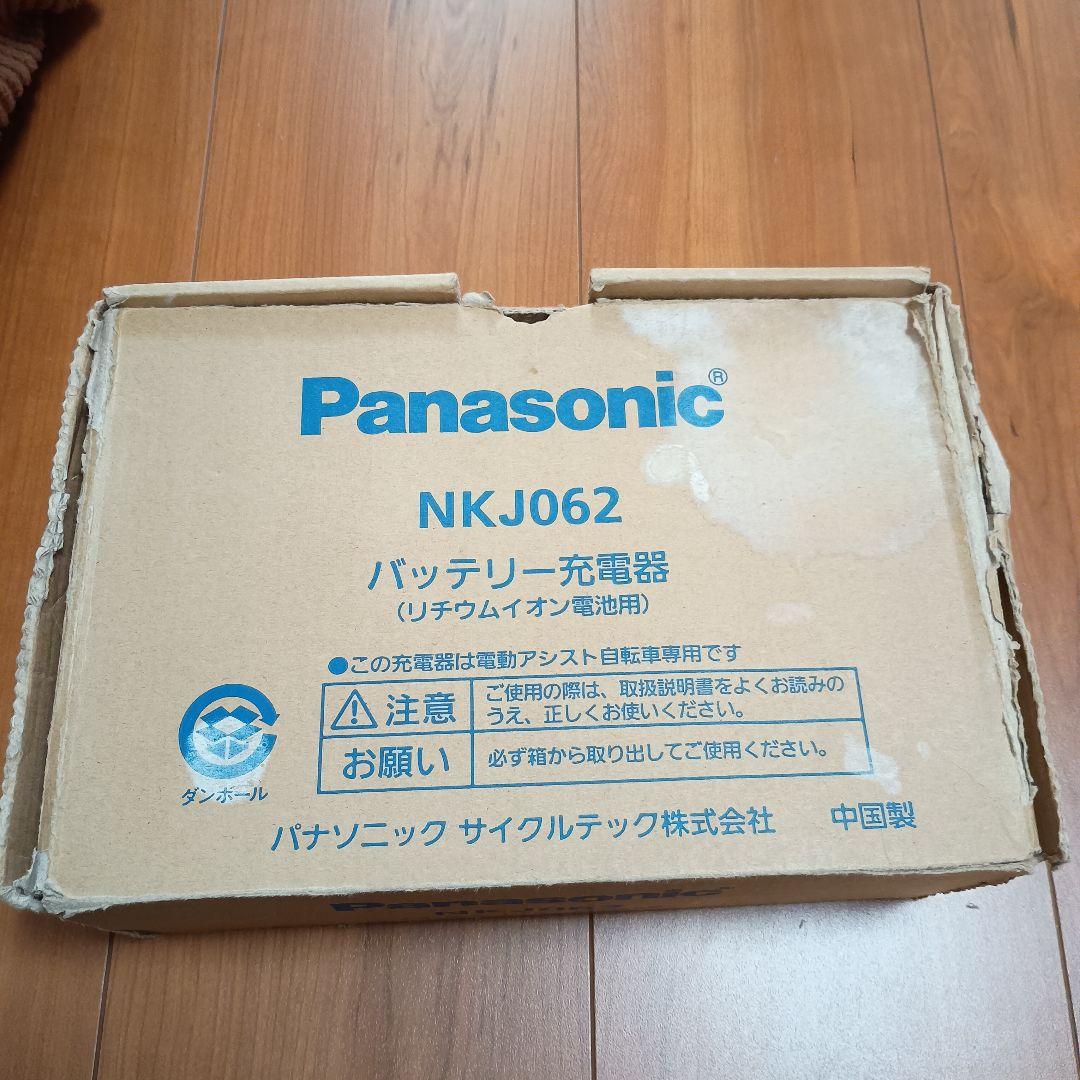 Panasonic®
NKJ062
バッテリー充電器
(リチウムイオン電池用)
●この充電器は電動アシスト自転車専用です
注意
ご使用の際は、取扱説明書をよくお読みの
うえ、正しくお使いください。
お願い
必ず箱から取り出してご使用ください。
ダンボール
パナソニック サイクルテック株式会社 中国製
Panasonic